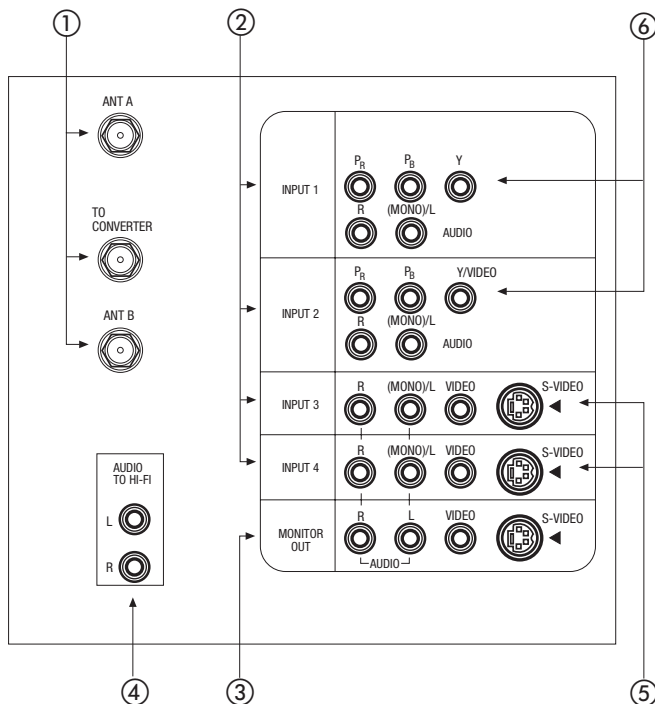 ① ② ⑥
ANT A
TO
CONVERTER
ANT B
AUDIO
TO HI-FI
L
R
INPUT 1
PR PB Y
R (MONO)/L AUDIO
INPUT 2
PR PB Y/VIDEO
R (MONO)/L AUDIO
INPUT 3
R (MONO)/L VIDEO S-VIDEO
INPUT 4
R (MONO)/L VIDEO S-VIDEO
MONITOR
OUT
R L VIDEO S-VIDEO
AUDIO
④ ③ ⑤